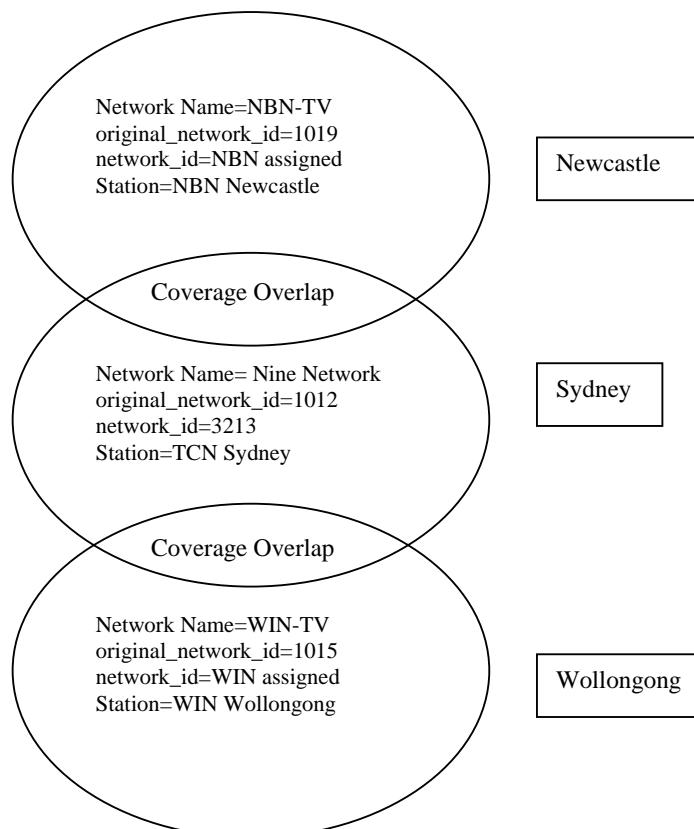 Network Name=NBN-TV
original_network_id=1019
network_id=NBN assigned
Station=NBN Newcastle
Newcastle
Coverage Overlap
Network Name= Nine Network
original_network_id=1012
network_id=3213
Station=TCN Sydney
Sydney
Coverage Overlap
Network Name=WIN-TV
original_network_id=1015
network_id=WIN assigned
Station=WIN Wollongong
Wollongong